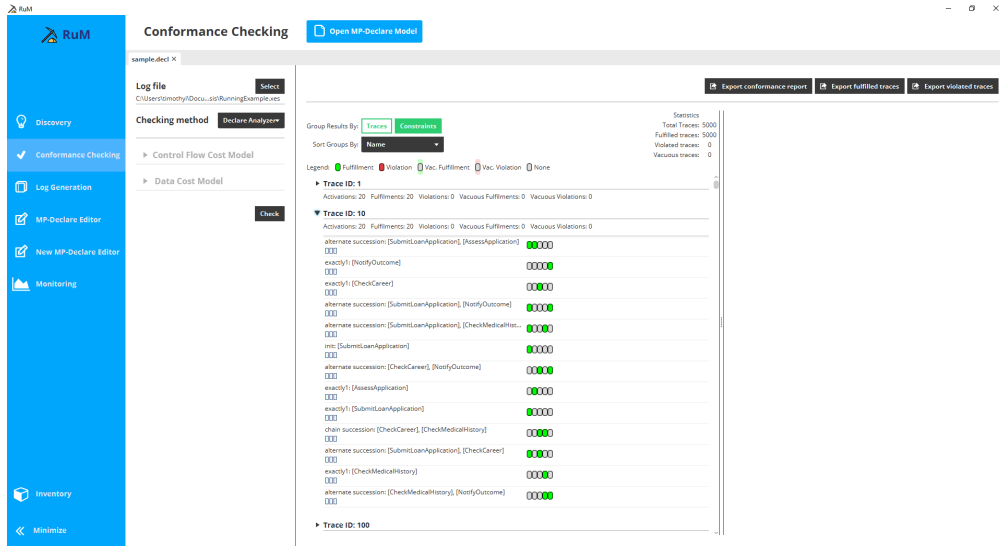 RuM
RuM
Conformance Checking
Open MP-Declare Model
sample.decl ×
Discovery
Conformance Checking
Log Generation
MP-Declare Editor
New MP-Declare Editor
Monitoring
Inventory
Minimize
Log file
Select
C:\Users\timothyl\Docu...sis\RunningExample.xes
Checking method
Declare Analyzer
Control Flow Cost Model
Data Cost Model
Check
Export conformance report
Export fulfilled traces
Export violated traces
Group Results By: Traces Constraints
Sort Groups By: Name
Statistics
Total Traces: 5000
Fulfilled traces: 5000
Violated traces: 0
Vacuous traces: 0
Legend: Fulfillment Violation Vac. Fulfillment Vac. Violation None
Trace ID: 1
Activations: 20 Fulfilments: 20 Violations: 0 Vacuous Fulfilments: 0 Vacuous Violations: 0
Trace ID: 10
Activations: 20 Fulfilments: 20 Violations: 0 Vacuous Fulfilments: 0 Vacuous Violations: 0
alternate succession: [SubmitLoanApplication], [AssessApplication]
exactly1: [NotifyOutcome]
exactly1: [CheckCareer]
alternate succession: [SubmitLoanApplication], [NotifyOutcome]
alternate succession: [SubmitLoanApplication], [CheckMedicalHist...
init: [SubmitLoanApplication]
alternate succession: [CheckCareer], [NotifyOutcome]
exactly1: [AssessApplication]
exactly1: [SubmitLoanApplication]
chain succession: [CheckCareer], [CheckMedicalHistory]
alternate succession: [SubmitLoanApplication], [CheckCareer]
exactly1: [CheckMedicalHistory]
alternate succession: [CheckMedicalHistory], [NotifyOutcome]
Trace ID: 100